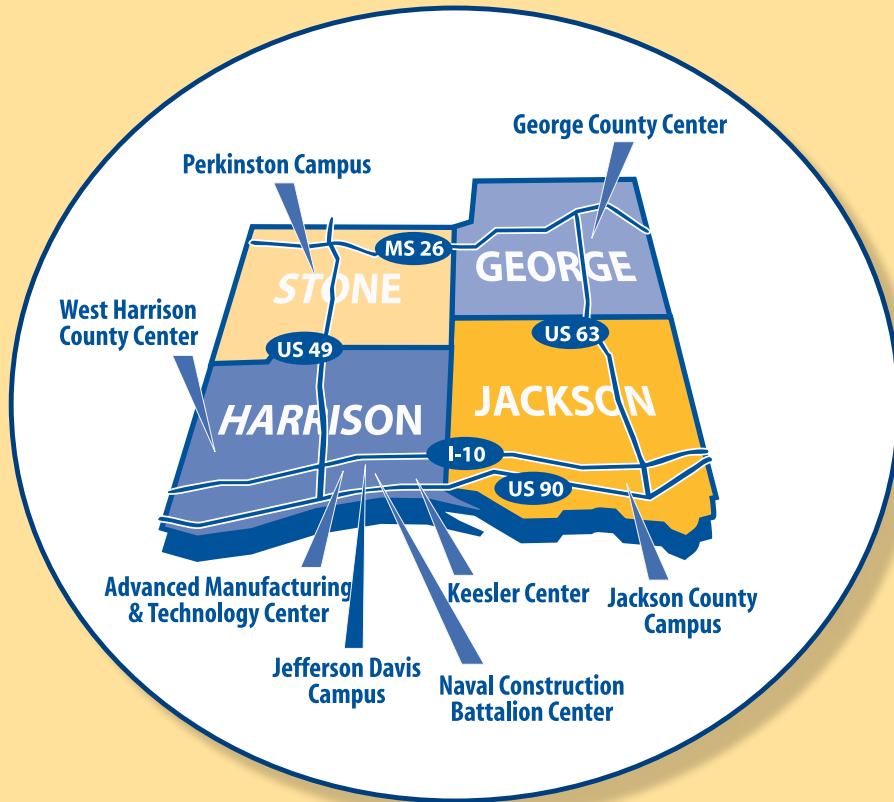 George County Center
Perkinston Campus
MS 26
GEORGE
STONE
West Harrison
County Center
US 49
US 63
JACKSON
HARRISON
I-10
US 90
Advanced Manufacturing
& Technology Center
Keesler Center
Jackson County
Campus
Jefferson Davis
Campus
Naval Construction
Battalion Center